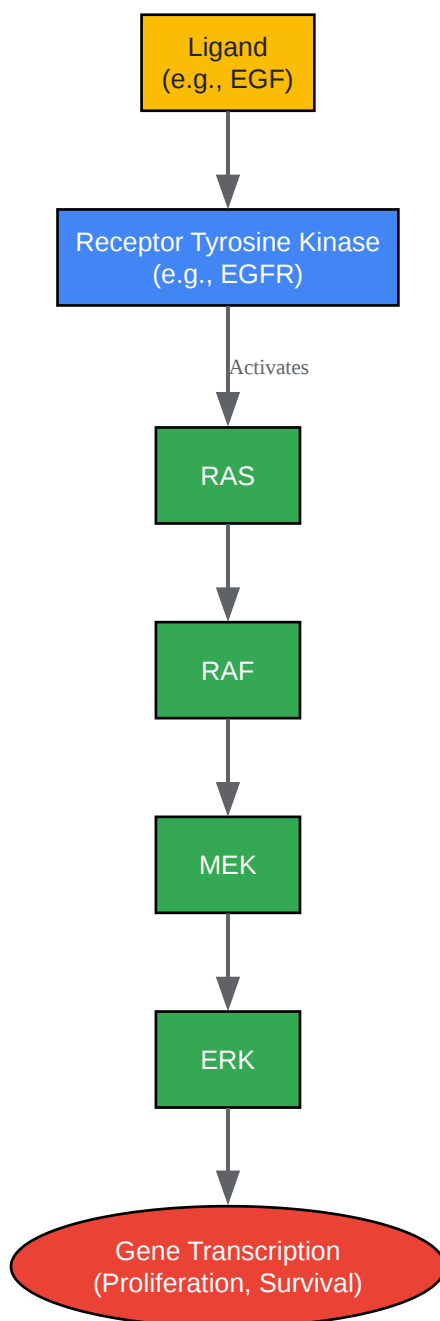 Ligand
(e.g., EGF)
Receptor Tyrosine Kinase
(e.g., EGFR)
Activates
RAS
RAF
MEK
ERK
Gene Transcription
(Proliferation, Survival)